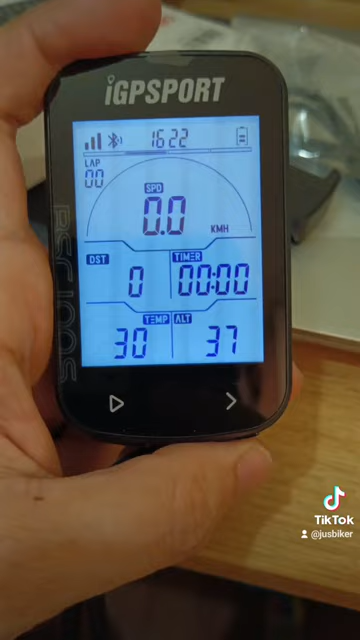 iGPSPORT
16:22
LAP
00
SPD
0.0
KMH
DST
TIMER
0
00:00
TEMP
ALT
30
37
BSC100S
TikTok
@jusbiker